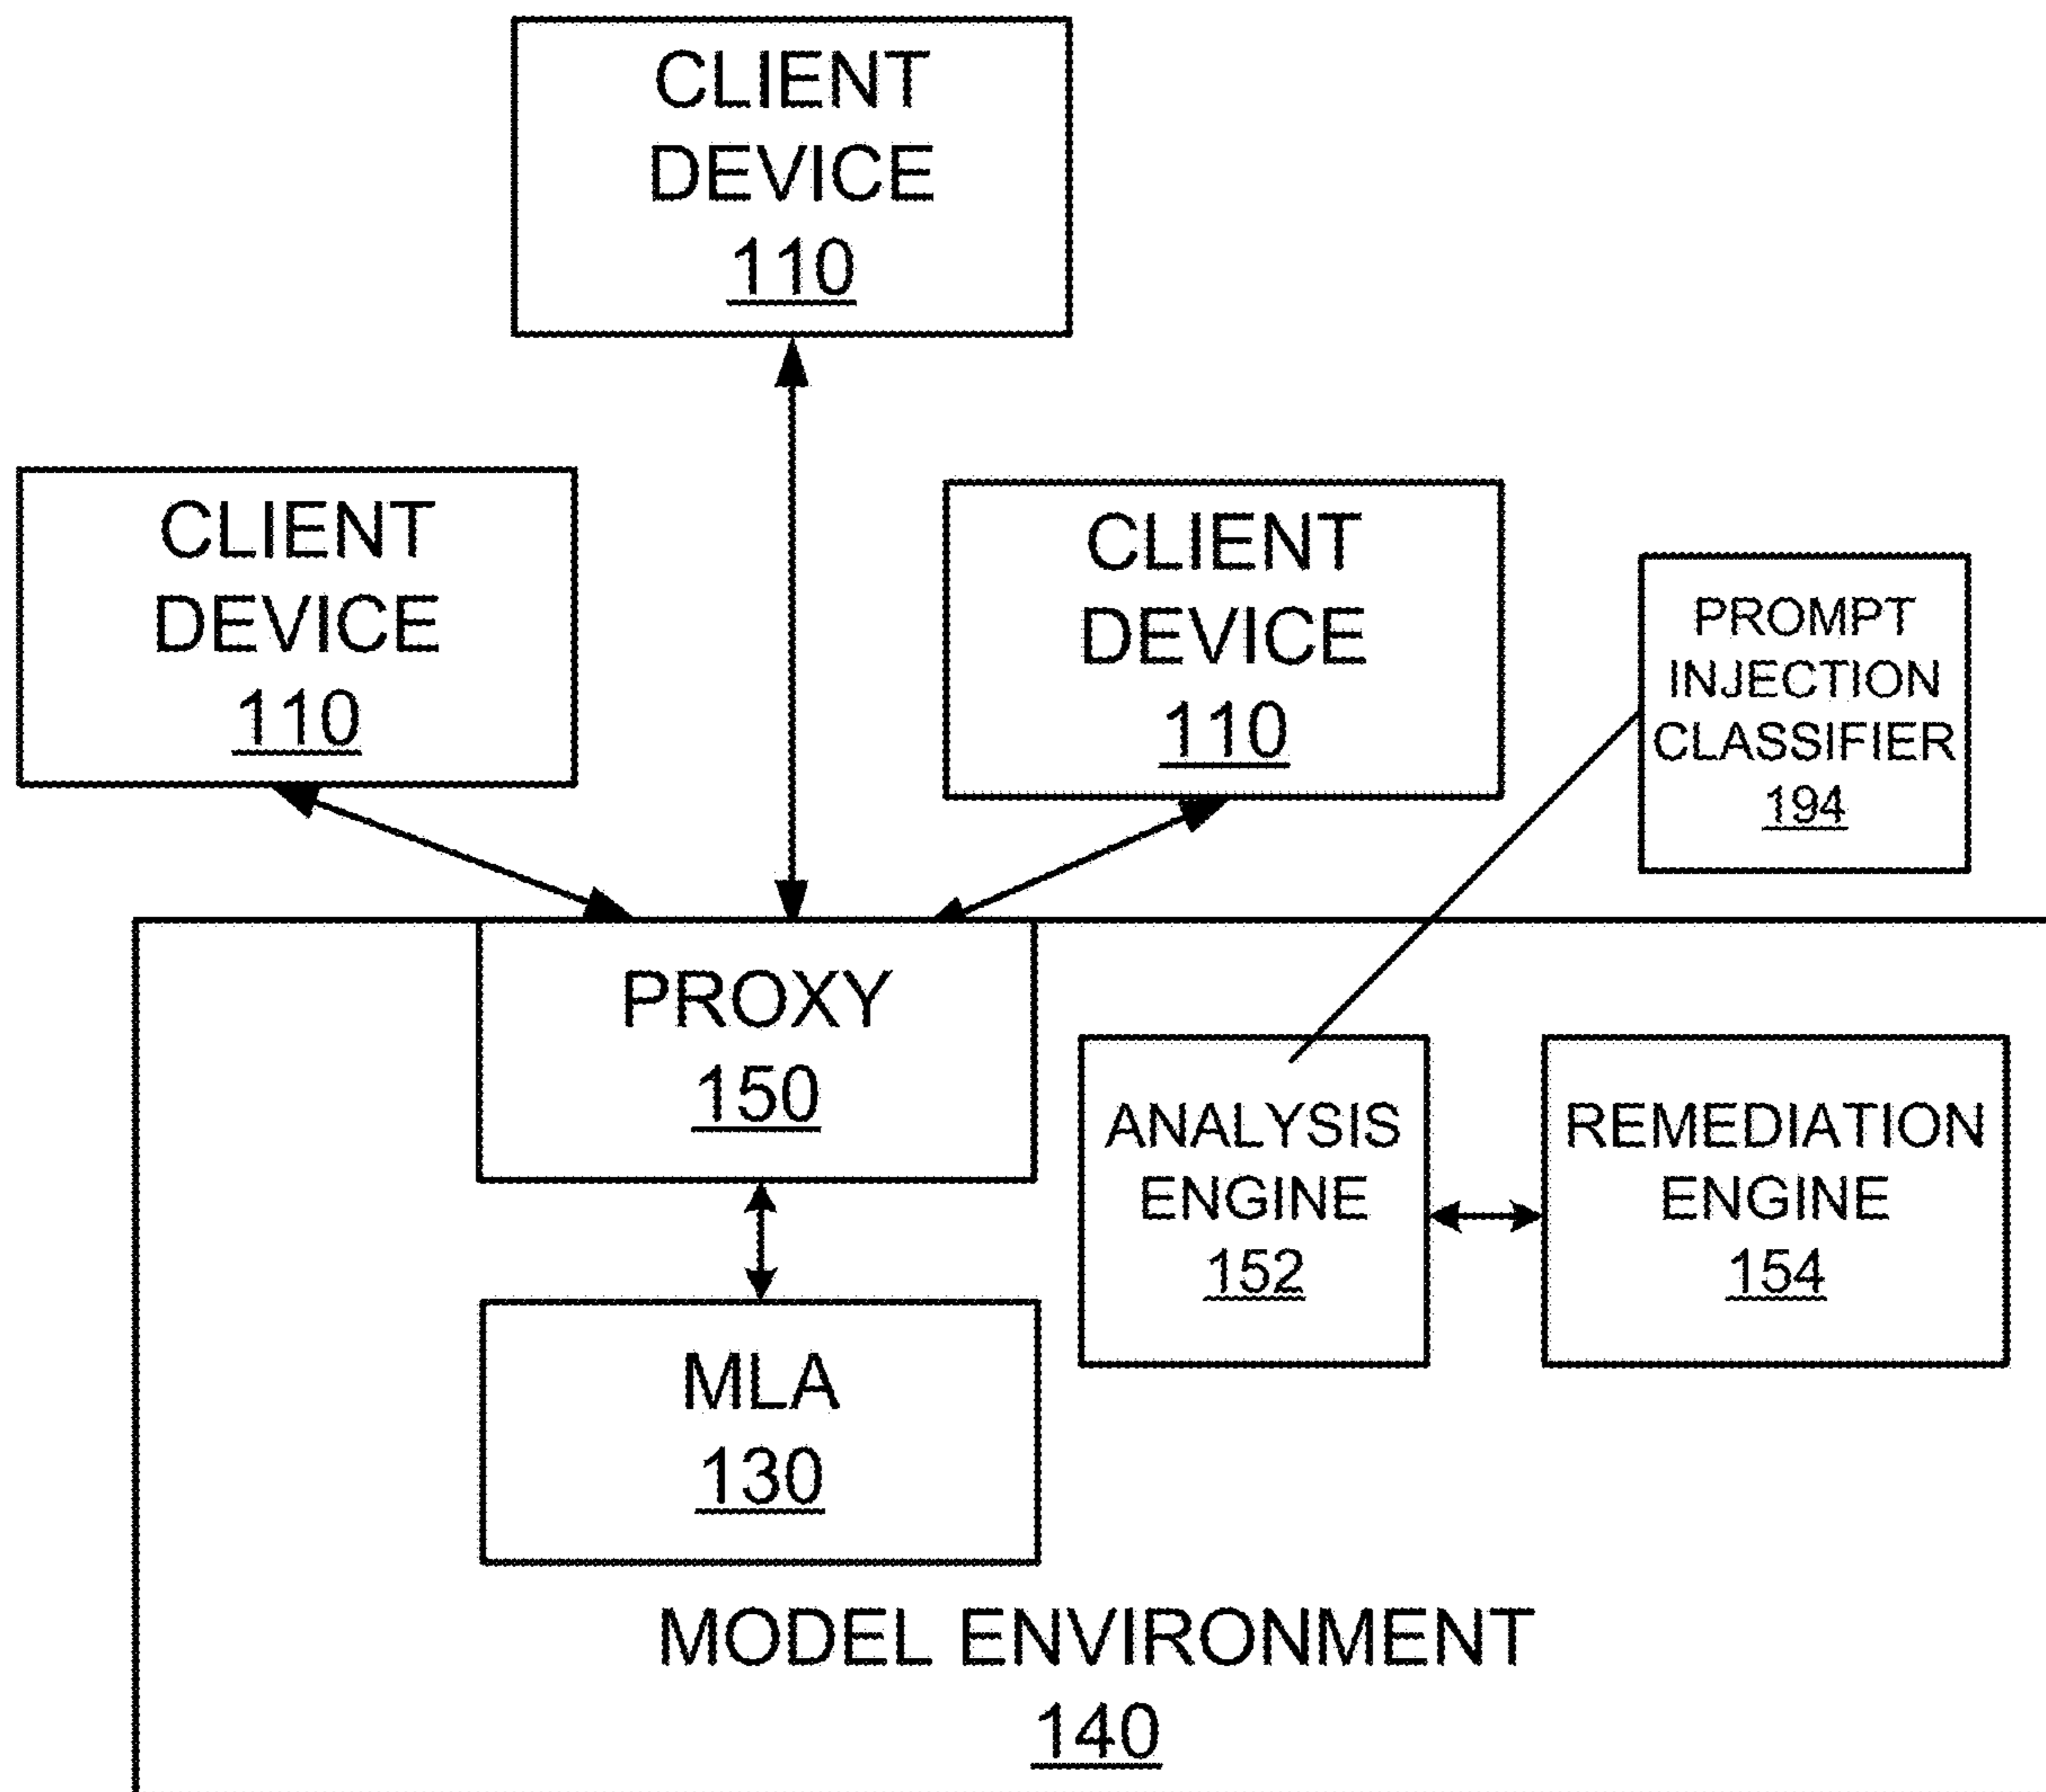 CLIENT
DEVICE
110
CLIENT
DEVICE
110
CLIENT
DEVICE
110
PROMPT
INJECTION
CLASSIFIER
194
PROXY
150
ANALYSIS
ENGINE
152
REMEDIATION
ENGINE
154
MLA
130
MODEL ENVIRONMENT
140